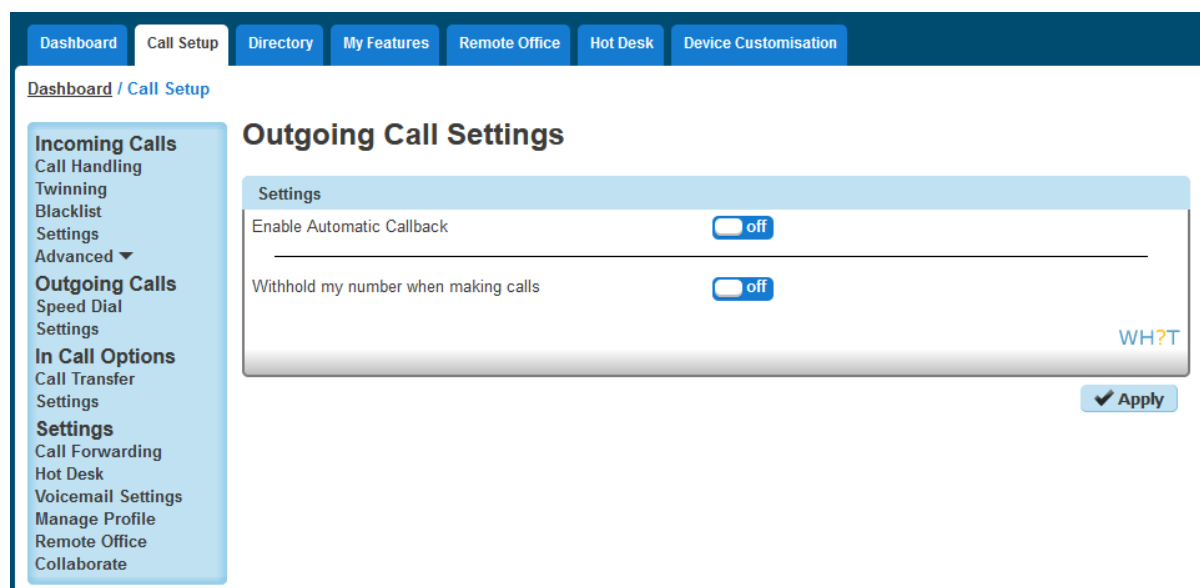 Dashboard Call Setup Directory My Features Remote Office Hot Desk Device Customisation
Dashboard / Call Setup
Incoming Calls
Call Handling
Twinning
Blacklist
Settings
Advanced
Outgoing Calls
Speed Dial
Settings
In Call Options
Call Transfer
Settings
Settings
Call Forwarding
Hot Desk
Voicemail Settings
Manage Profile
Remote Office
Collaborate
Outgoing Call Settings
Settings
Enable Automatic Callback off
Withhold my number when making calls off
WH?T
Apply